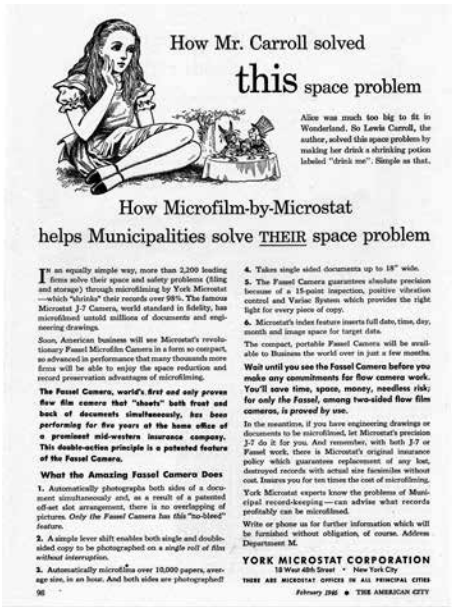 How Mr. Carroll solved
this space problem
Alice was much too big to fit in
Wonderland. So Lewis Carroll, the
author, solved this space problem by
making her drink a shrinking potion
labeled "drink me". Simple as that.
How Microfilm-by-Microstat
helps Municipalities solve THEIR space problem
IN an equally simple way, more than 2,200 leading
firms solve their space and safety problems (filing
and storage) through microfilming by York Microstat
—which "shrinks" their records over 98%. The famous
Microstat J-7 Camera, world standard in fidelity, has
microfilmed untold millions of documents and engi-
neering drawings.
Soon, American business will see Microstat's revolu-
tionary Fassel Microfilm Camera in a form so compact,
so advanced in performance that many thousands more
firms will be able to enjoy the space reduction and
record preservation advantages of microfilming.
The Fassel Camera, world's first and only proven
flow film camera that "shoots" both front and
back of documents simultaneously, has been
performing for five years at the home office of
a prominent mid-western insurance company.
This double-action principle is a patented feature
of the Fassel Camera.
What the Amazing Fassel Camera Does
1. Automatically photographs both sides of a docu-
ment simultaneously and, as a result of a patented
off-set slot arrangement, there is no overlapping of
pictures. Only the Fassel Camera has this "no-bleed"
feature.
2. A simple lever shift enables both single and double-
sided copy to be photographed on a single roll of film
without interruption.
3. Automatically microfilms over 10,000 papers, aver-
age size, in an hour. And both sides are photographed!
4. Takes single sided documents up to 18" wide.
5. The Fassel Camera guarantees absolute precision
because of a 15-point inspection, positive vibration
control and Variac System which provides the right
light for every piece of copy.
6. Microstat's index feature inserts full date, time, day,
month and image space for target data.
The compact, portable Fassel Camera will be avail-
able to Business the world over in just a few months.
Wait until you see the Fassel Camera before you
make any commitments for flow camera work.
You'll save time, space, money, needless risk;
for only the Fassel, among two-sided flow film
cameras, is proved by use.
In the meantime, if you have engineering drawings or
documents to be microfilmed, let Microstat's precision
J-7 do it for you. And remember, with both J-7 or
Fassel work, there is Microstat's original insurance
policy which guarantees replacement of any lost,
destroyed records with actual size facsimiles without
cost. Insures you for ten times the cost of microfilming.
York Microstat experts know the problems of Muni-
cipal record-keeping—can advise what records
profitably can be microfilmed.
Write or phone us for further information which will
be furnished without obligation, of course. Address
Department M.
YORK MICROSTAT CORPORATION
18 West 48th Street • New York City
THERE ARE MICROSTAT OFFICES IN ALL PRINCIPAL CITIES
98
February 1946 • THE AMERICAN CITY